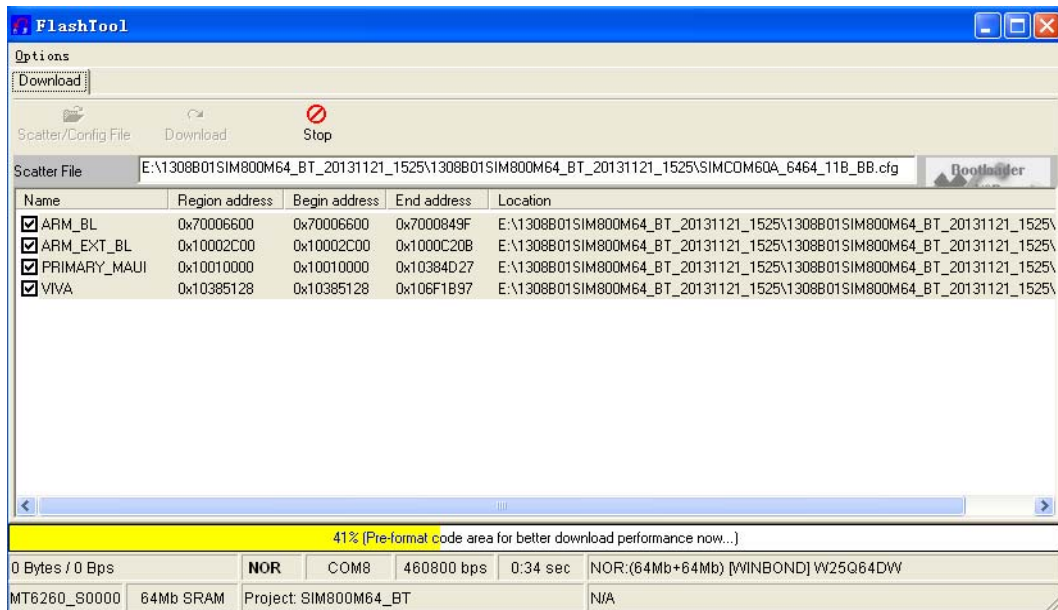 FlashTool
Options
Download
Scatter/Config File Download Stop
Scatter File E:\1308B01SIM800M64_BT_20131121_1525\1308B01SIM800M64_BT_20131121_1525\SIMCOM60A_6464_11B_BB.cfg Bootloader
Name Region address Begin address End address Location
ARM_BL 0x70006600 0x70006600 0x7000849F E:\1308B01SIM800M64_BT_20131121_1525\1308B01SIM800M64_BT_20131121_1525\
ARM_EXT_BL 0x10002C00 0x10002C00 0x1000C20B E:\1308B01SIM800M64_BT_20131121_1525\1308B01SIM800M64_BT_20131121_1525\
PRIMARY_MAUI 0x10010000 0x10010000 0x10384D27 E:\1308B01SIM800M64_BT_20131121_1525\1308B01SIM800M64_BT_20131121_1525\
VIVA 0x10385128 0x10385128 0x106F1B97 E:\1308B01SIM800M64_BT_20131121_1525\1308B01SIM800M64_BT_20131121_1525\
41% (Pre-format code area for better download performance now...)
0 Bytes / 0 Bps NOR COM8 460800 bps 0:34 sec NOR:(64Mb+64Mb) [WINBOND] W25Q64DW
MT6260_S0000 64Mb SRAM Project: SIM800M64_BT N/A